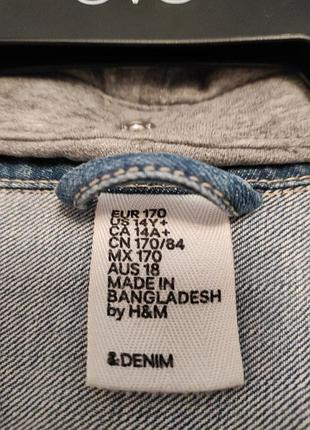 EUR 170
US 14Y+
CA 14A+
CN 170/84
MX 170
AUS 18
MADE IN
BANGLADESH
by H&M
&DENIM